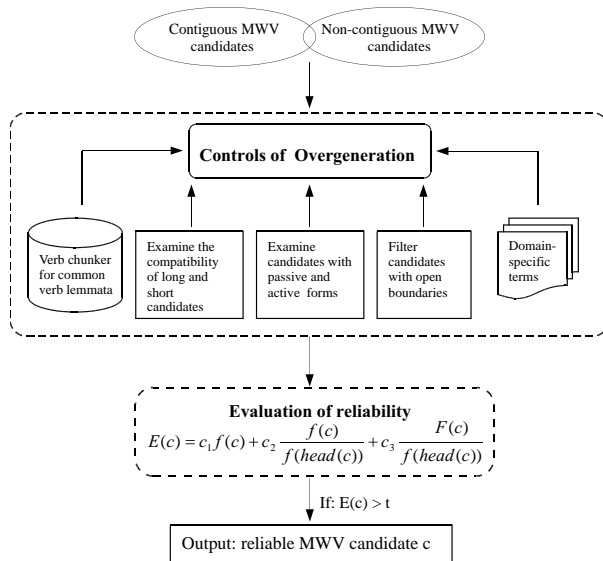 Contiguous MWV
candidates
Non-contiguous MWV
candidates
Controls of Overgeneration
Verb chunker
for common
verb lemmata
Examine the
compatibility of
long and short
candidates
Examine
candidates with
passive and
active forms
Filter
candidates
with open
boundaries
Domain-
specific
terms
Evaluation of reliability
E(c) = c₁ f(c) + c₂ f(c) / f(head(c)) + c₃ F(c) / f(head(c))
If: E(c) > t
Output: reliable MWV candidate c